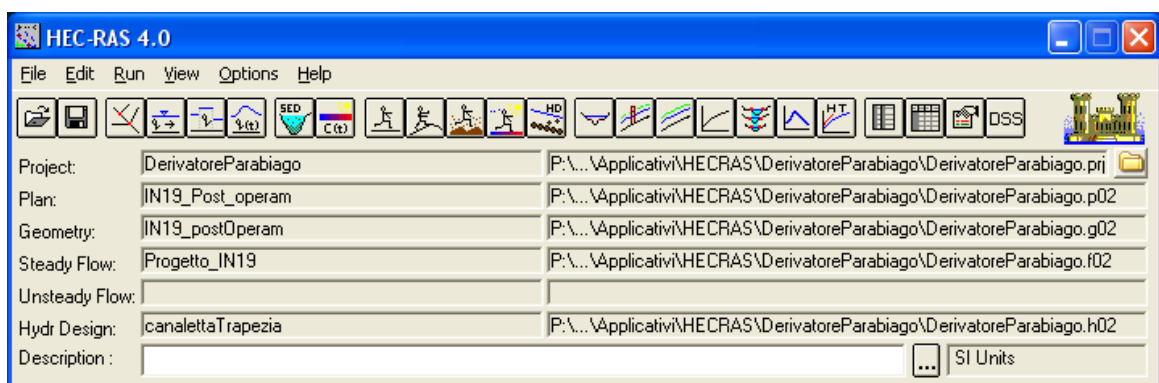 HEC-RAS 4.0
File Edit Run View Options Help
SED C(t) HD HT DSS
Project: DerivatoreParabiago P:\...\Applicativi\HECRAS\DerivatoreParabiago\DerivatoreParabiago.prj
Plan: IN19_Post_operam P:\...\Applicativi\HECRAS\DerivatoreParabiago\DerivatoreParabiago.p02
Geometry: IN19_postOperam P:\...\Applicativi\HECRAS\DerivatoreParabiago\DerivatoreParabiago.g02
Steady Flow: Progetto_IN19 P:\...\Applicativi\HECRAS\DerivatoreParabiago\DerivatoreParabiago.f02
Unsteady Flow:
Hydr Design: canalettaTrapezia P:\...\Applicativi\HECRAS\DerivatoreParabiago\DerivatoreParabiago.h02
Description : ... SI Units